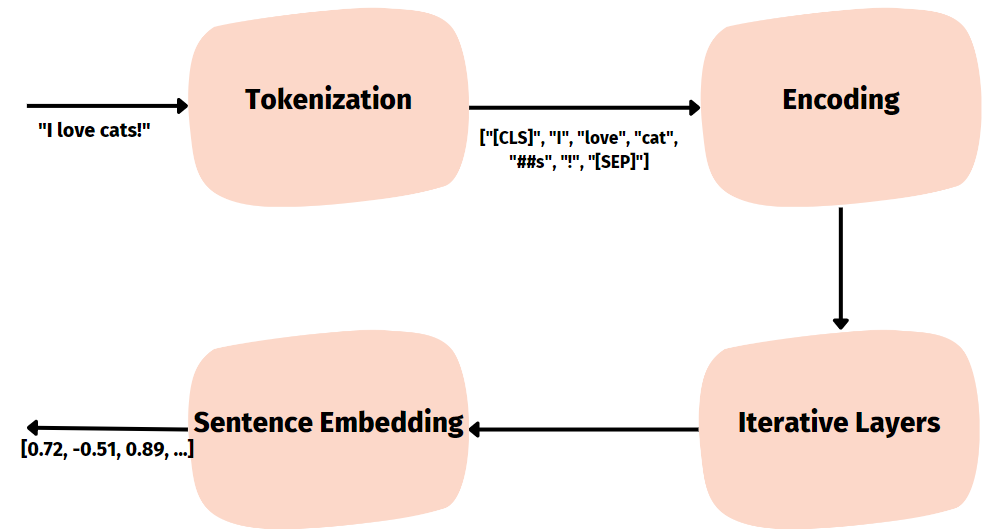 Tokenization
Encoding
"I love cats!"
["[CLS]", "I", "love", "cat",
"##s", "!", "[SEP]"]
Sentence Embedding
Iterative Layers
[0.72, -0.51, 0.89, ...]